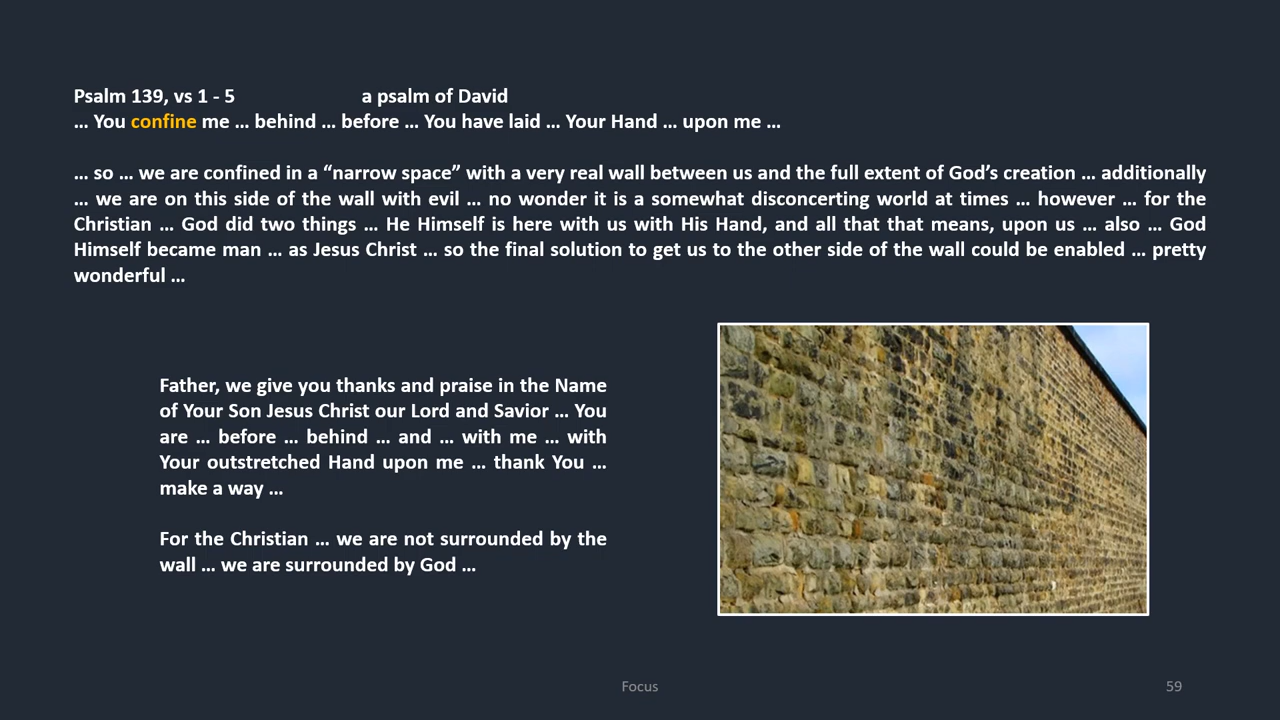 Psalm 139, vs 1 - 5 a psalm of David
… You confine me … behind … before … You have laid … Your Hand … upon me …
… so … we are confined in a “narrow space” with a very real wall between us and the full extent of God’s creation … additionally
… we are on this side of the wall with evil … no wonder it is a somewhat disconcerting world at times … however … for the
Christian … God did two things … He Himself is here with us with His Hand, and all that that means, upon us … also … God
Himself became man … as Jesus Christ … so the final solution to get us to the other side of the wall could be enabled … pretty
wonderful …
Father, we give you thanks and praise in the Name
of Your Son Jesus Christ our Lord and Savior … You
are … before … behind … and … with me … with
Your outstretched Hand upon me … thank You …
make a way …
For the Christian … we are not surrounded by the
wall … we are surrounded by God …
Focus
59